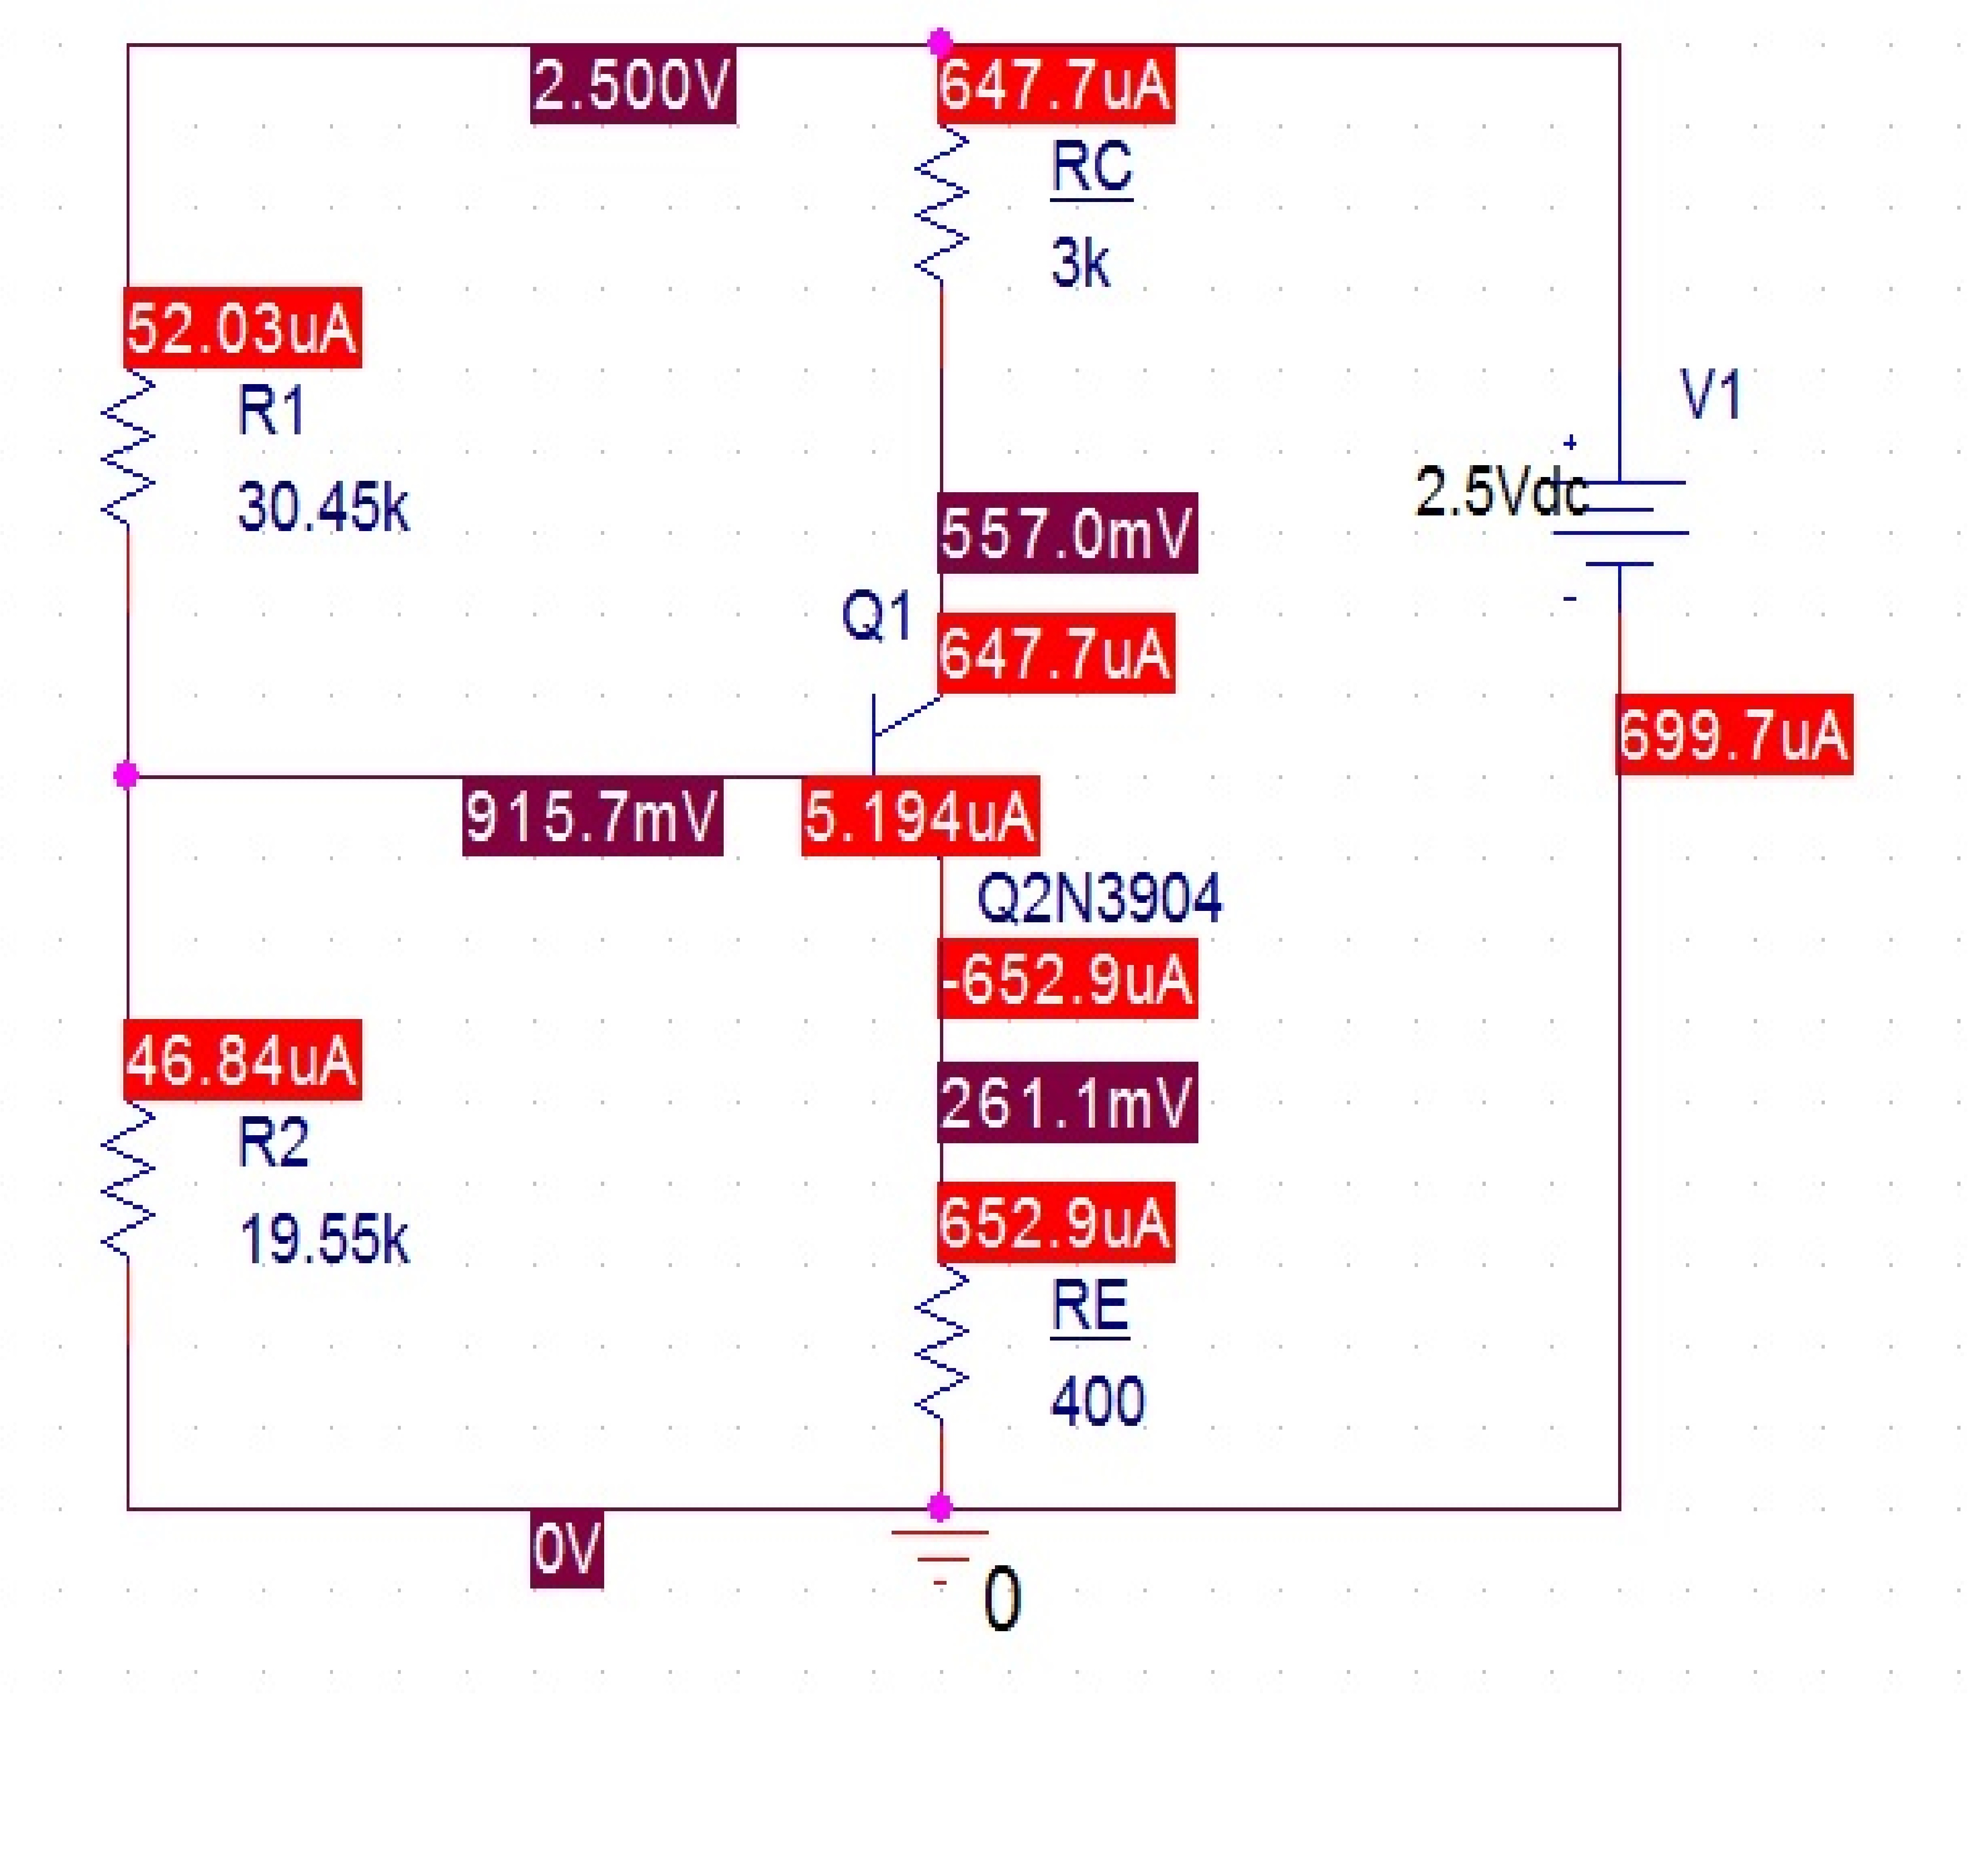 2.500V
647.7uA
RC
3k
52.03uA
R1
30.45k
V1
+
2.5Vdc
-
557.0mV
Q1
647.7uA
699.7uA
915.7mV
5.194uA
Q2N3904
-652.9uA
46.84uA
R2
19.55k
261.1mV
652.9uA
RE
400
0V
0